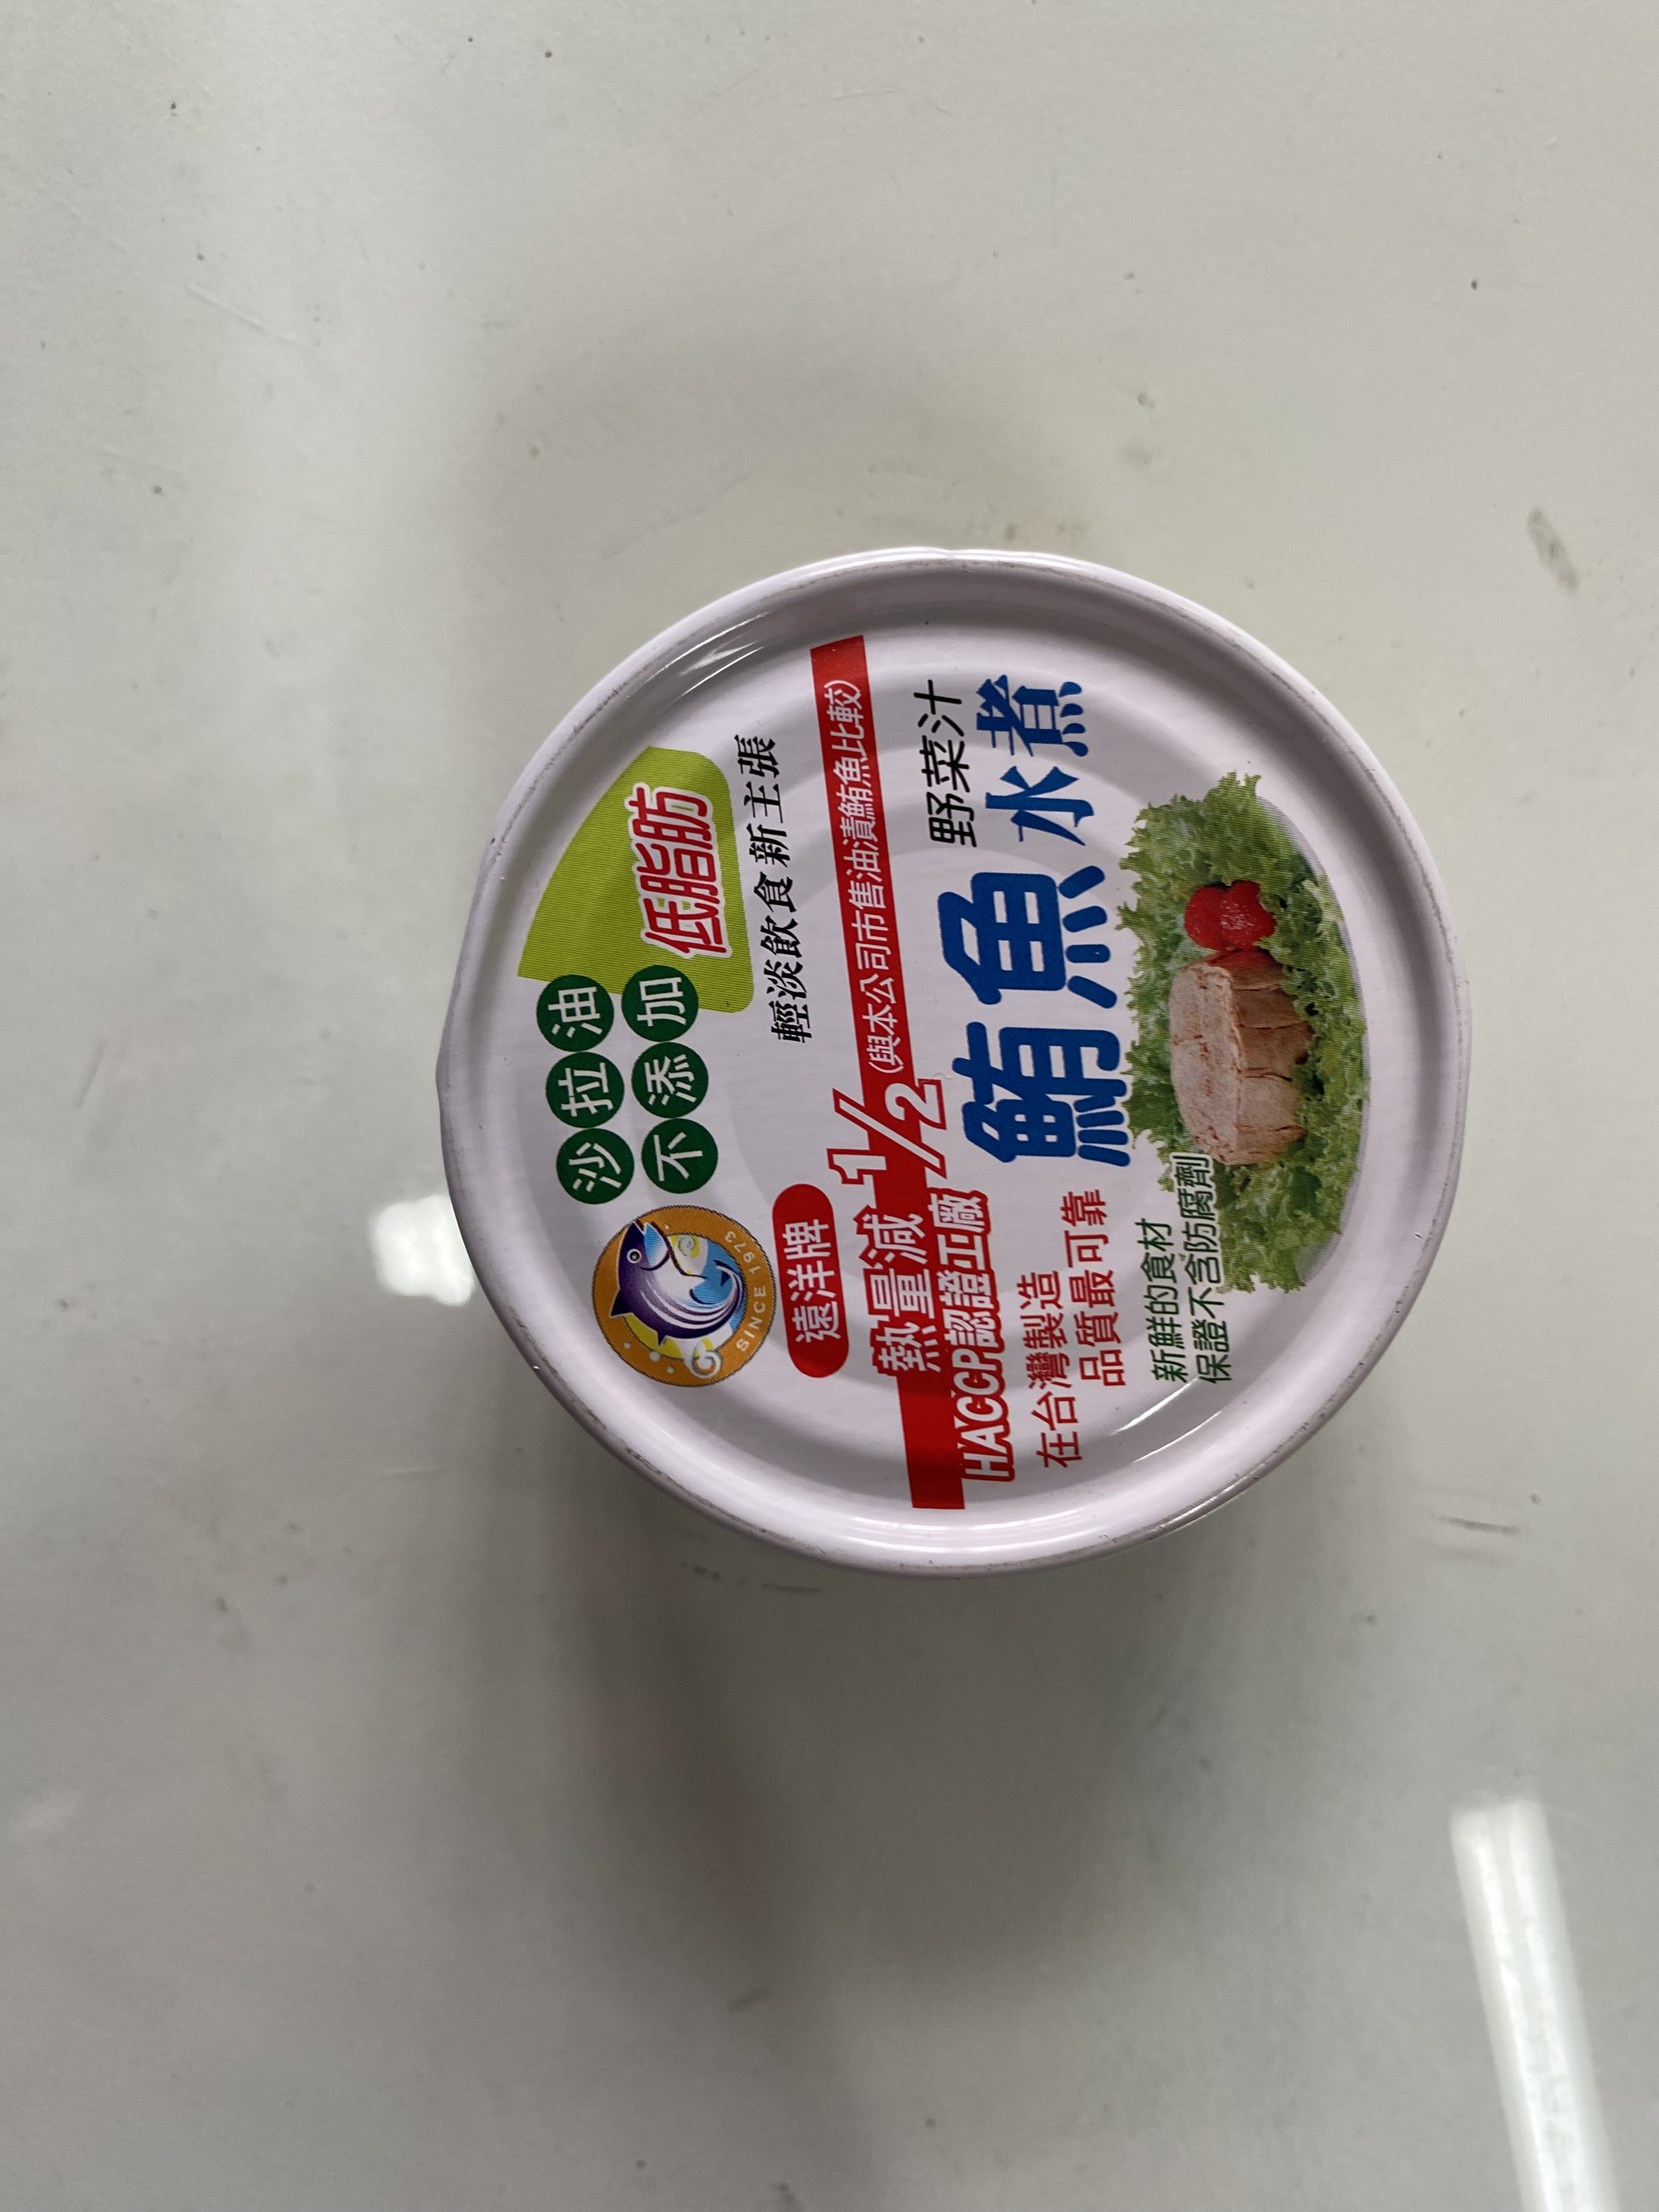 沙拉油
不添加
低脂肪
SINCE 1973
輕淡飲食 新主張
遠洋牌
熱量減1/2(與本公司市售油漬鮪魚比較)
HACCP認證工廠
在台灣製造
品質最可靠
野菜汁
鮪魚水煮
新鮮的食材
保證不含防腐劑